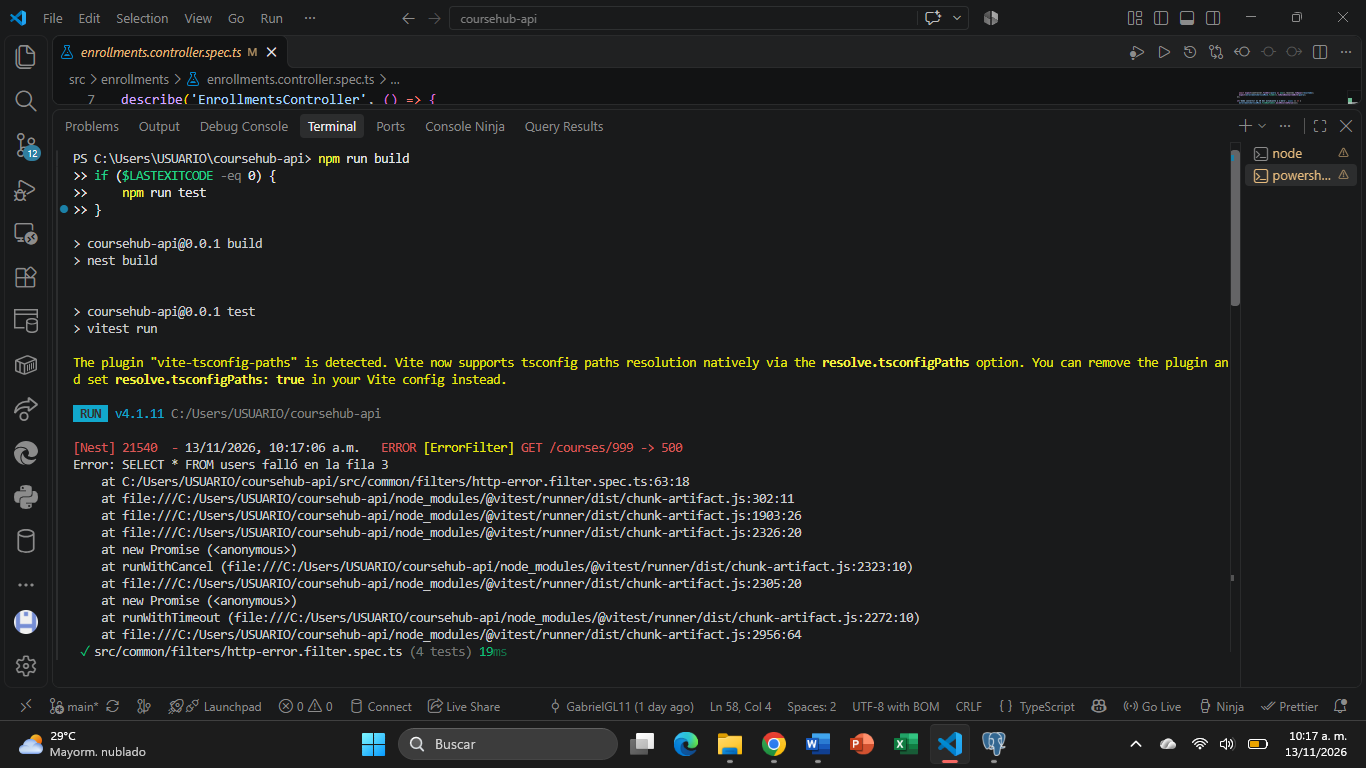 File Edit Selection View Go Run ··· coursehub-api
enrollments.controller.spec.ts M
src > enrollments > enrollments.controller.spec.ts > ...
7 describe('EnrollmentsController', () => {
Problems Output Debug Console Terminal Ports Console Ninja Query Results
PS C:\Users\USUARIO\coursehub-api> npm run build
>> if ($LASTEXITCODE -eq 0) {
>> npm run test
>> }
> coursehub-api@0.0.1 build
> nest build
> coursehub-api@0.0.1 test
> vitest run
The plugin "vite-tsconfig-paths" is detected. Vite now supports tsconfig paths resolution natively via the resolve.tsconfigPaths option. You can remove the plugin an
d set resolve.tsconfigPaths: true in your Vite config instead.
RUN v4.1.11 C:/Users/USUARIO/coursehub-api
[Nest] 21540 - 13/11/2026, 10:17:06 a.m. ERROR [ErrorFilter] GET /courses/999 -> 500
Error: SELECT * FROM users falló en la fila 3
at C:/Users/USUARIO/coursehub-api/src/common/filters/http-error.filter.spec.ts:63:18
at file:///C:/Users/USUARIO/coursehub-api/node_modules/@vitest/runner/dist/chunk-artifact.js:302:11
at file:///C:/Users/USUARIO/coursehub-api/node_modules/@vitest/runner/dist/chunk-artifact.js:1903:26
at file:///C:/Users/USUARIO/coursehub-api/node_modules/@vitest/runner/dist/chunk-artifact.js:2326:20
at new Promise (<anonymous>)
at runWithCancel (file:///C:/Users/USUARIO/coursehub-api/node_modules/@vitest/runner/dist/chunk-artifact.js:2323:10)
at file:///C:/Users/USUARIO/coursehub-api/node_modules/@vitest/runner/dist/chunk-artifact.js:2305:20
at new Promise (<anonymous>)
at runWithTimeout (file:///C:/Users/USUARIO/coursehub-api/node_modules/@vitest/runner/dist/chunk-artifact.js:2272:10)
at file:///C:/Users/USUARIO/coursehub-api/node_modules/@vitest/runner/dist/chunk-artifact.js:2956:64
✓ src/common/filters/http-error.filter.spec.ts (4 tests) 19ms
node
powersh...
12
main* Launchpad 0 0 Connect Live Share GabrielGL11 (1 day ago) Ln 58, Col 4 Spaces: 2 UTF-8 with BOM CRLF { } TypeScript Go Live Ninja Prettier
29°C
Mayorm. nublado
Buscar
10:17 a. m.
13/11/2026